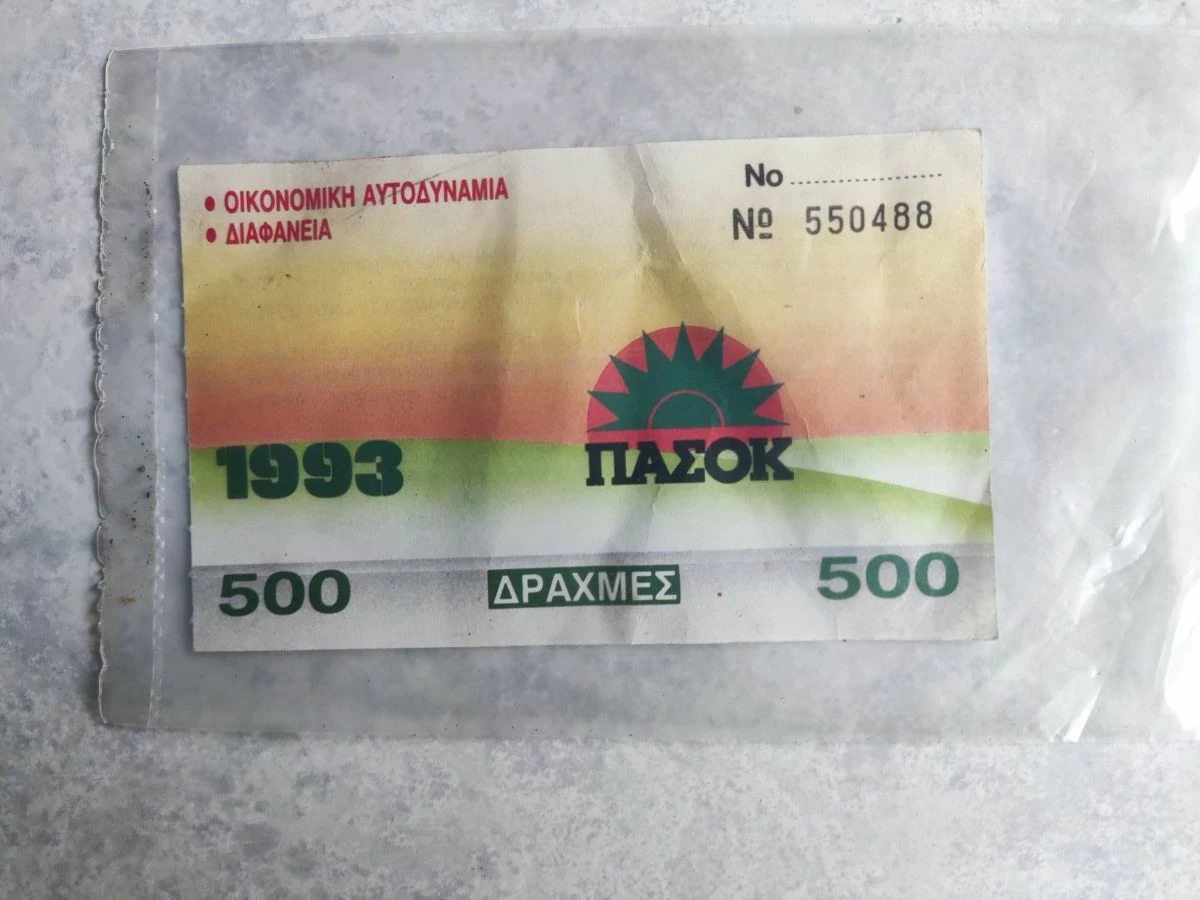 • ΟΙΚΟΝΟΜΙΚΗ ΑΥΤΟΔΥΝΑΜΙΑ
• ΔΙΑΦΑΝΕΙΑ
No ....................
Nº 550488
ΠΑΣΟΚ
1993
500 ΔΡΑΧΜΕΣ 500